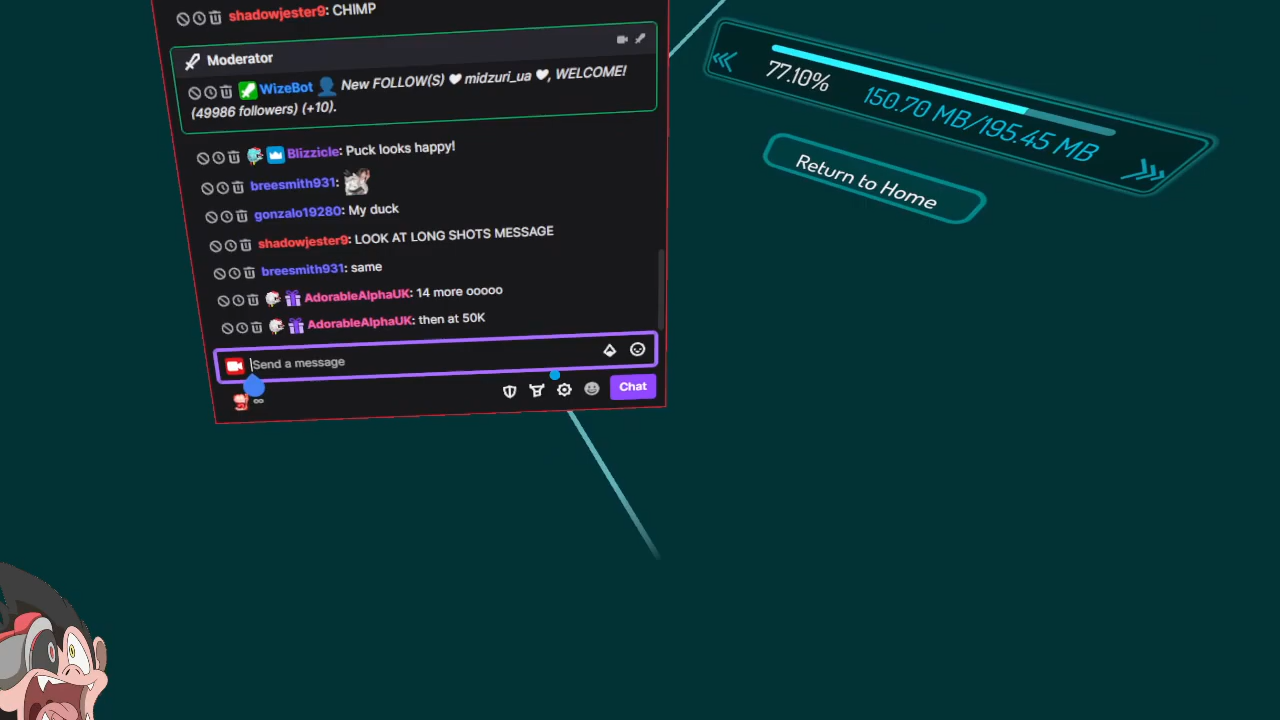 shadowjester9: CHIMP
Moderator
WizeBot New FOLLOW(S) midzuri_ua , WELCOME!
(49986 followers) (+10).
Blizzicle: Puck looks happy!
breesmith931:
gonzalo19280: My duck
shadowjester9: LOOK AT LONG SHOTS MESSAGE
breesmith931: same
AdorableAlphaUK: 14 more ooooo
AdorableAlphaUK: then at 50K
Send a message
∞
Chat
77.10%
150.70 MB/195.45 MB
Return to Home